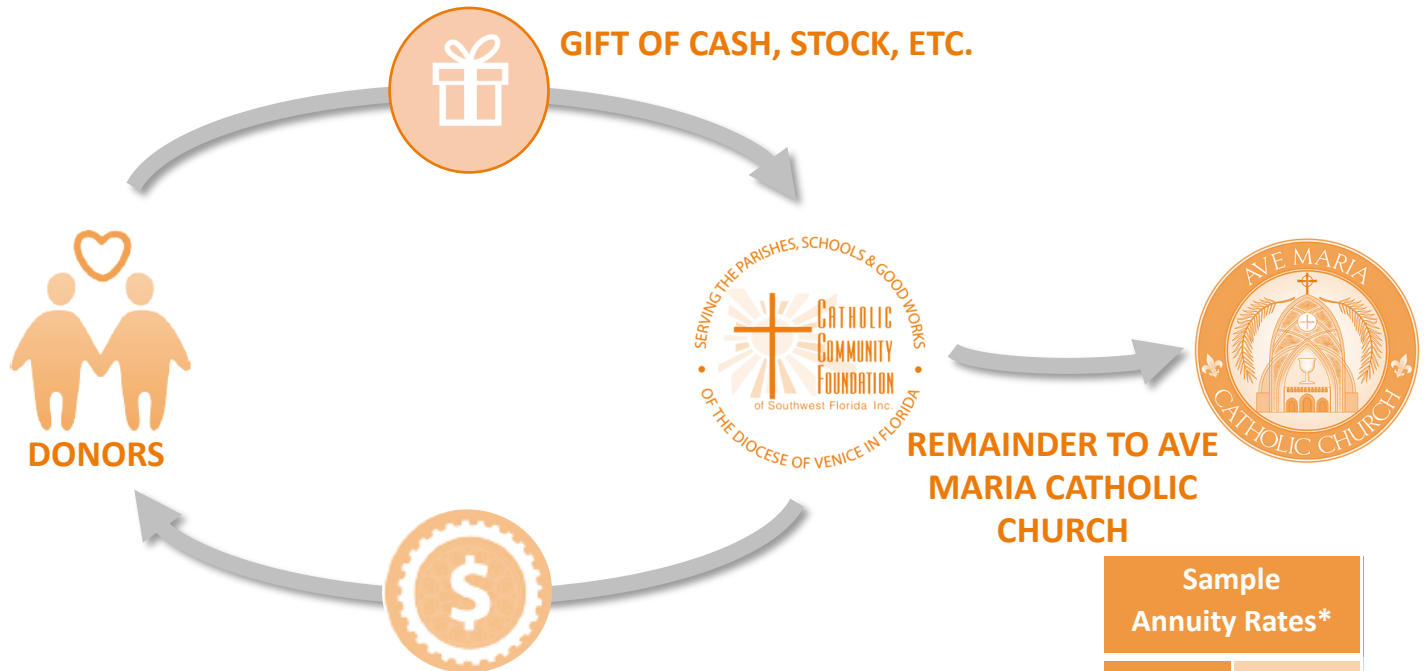 GIFT OF CASH, STOCK, ETC.
SERVING THE PARISHES, SCHOOLS & GOOD WORKS
CATHOLIC
COMMUNITY
FOUNDATION
of Southwest Florida Inc.
• OF THE DIOCESE OF VENICE IN FLORIDA •
AVE MARIA
CATHOLIC CHURCH
DONORS
REMAINDER TO AVE
MARIA CATHOLIC
CHURCH
$
Sample
Annuity Rates*